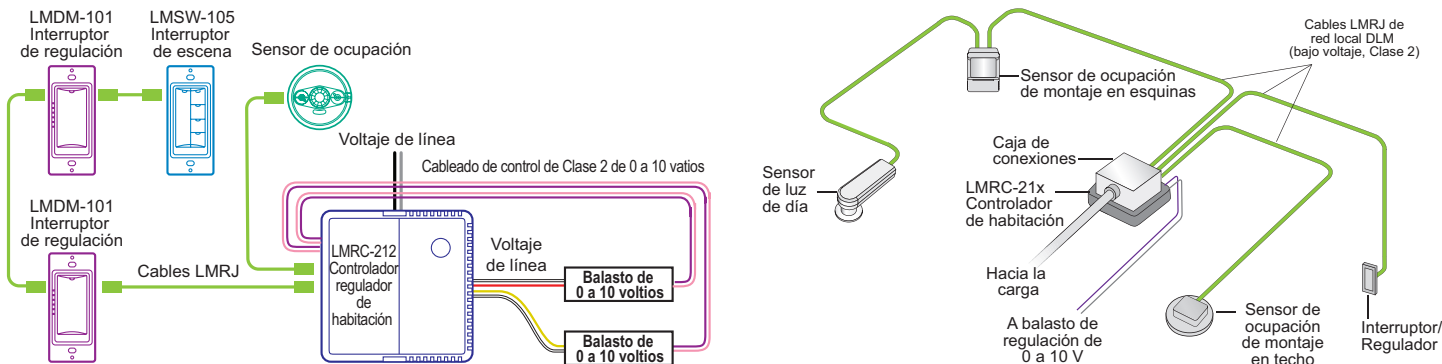 LMDM-101
Interruptor
de regulación
LMSW-105
Interruptor
de escena
Sensor de ocupación
Voltaje de línea
Cableado de control de Clase 2 de 0 a 10 vatios
LMDM-101
Interruptor
de regulación
Cables LMRJ
LMRC-212
Controlador
regulador
de
habitación
Voltaje
de línea
Balasto de
0 a 10 voltios
Balasto de
0 a 10 voltios
Cables LMRJ de
red local DLM
(bajo voltaje, Clase 2)
Sensor de ocupación
de montaje en esquinas
Sensor
de luz
de día
Caja de
conexiones
LMRC-21x
Controlador
de habitación
Hacia la
carga
A balasto de
regulación de
0 a 10 V
Sensor de
ocupación
de montaje
en techo
Interruptor/
Regulador